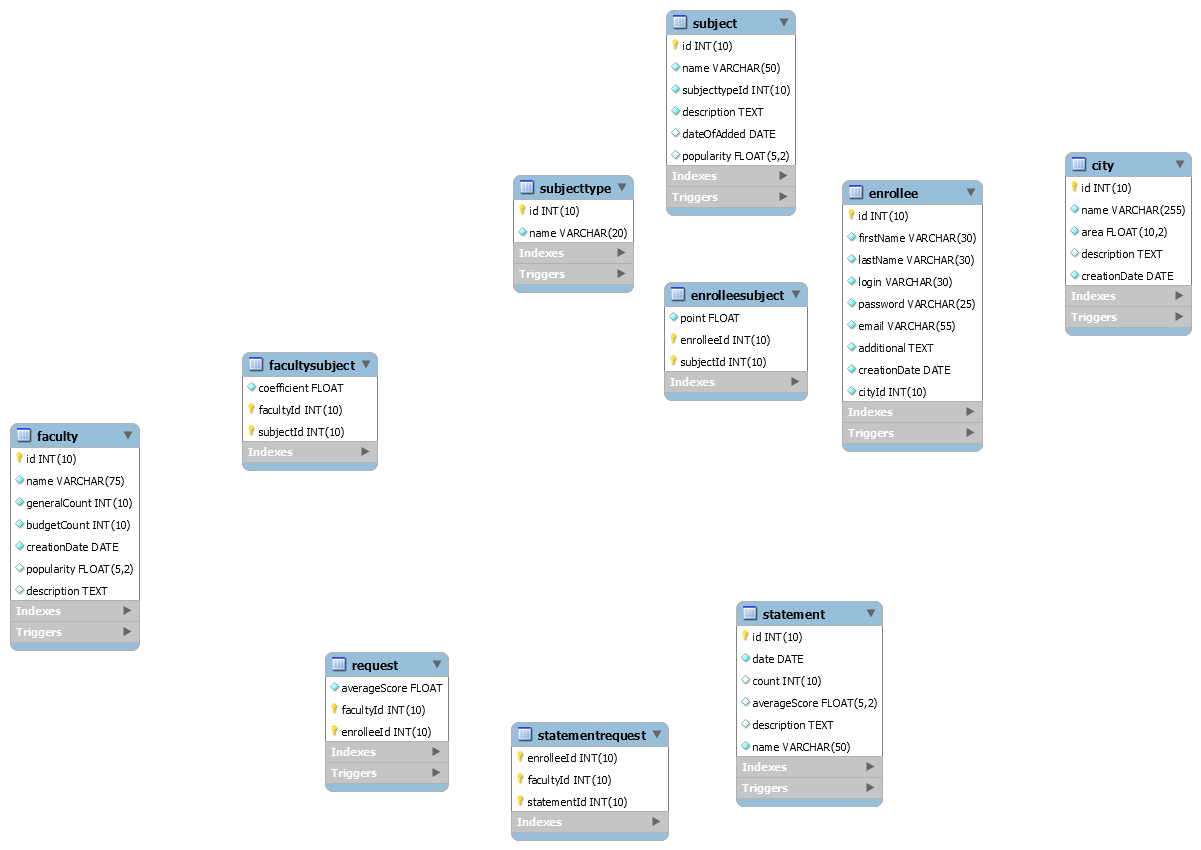 subject
id INT(10)
name VARCHAR(50)
subjecttypeId INT(10)
description TEXT
dateOfAdded DATE
popularity FLOAT(5,2)
Indexes
Triggers
subjecttype
id INT(10)
name VARCHAR(20)
Indexes
Triggers
enrollee
id INT(10)
firstName VARCHAR(30)
lastName VARCHAR(30)
login VARCHAR(30)
password VARCHAR(25)
email VARCHAR(55)
additional TEXT
creationDate DATE
cityId INT(10)
Indexes
Triggers
city
id INT(10)
name VARCHAR(255)
area FLOAT(10,2)
description TEXT
creationDate DATE
Indexes
Triggers
enrolleesubject
point FLOAT
enrolleeId INT(10)
subjectId INT(10)
Indexes
facultysubject
coefficient FLOAT
facultyId INT(10)
subjectId INT(10)
Indexes
faculty
id INT(10)
name VARCHAR(75)
generalCount INT(10)
budgetCount INT(10)
creationDate DATE
popularity FLOAT(5,2)
description TEXT
Indexes
Triggers
request
averageScore FLOAT
facultyId INT(10)
enrolleeId INT(10)
Indexes
Triggers
statementrequest
enrolleeId INT(10)
facultyId INT(10)
statementId INT(10)
Indexes
statement
id INT(10)
date DATE
count INT(10)
averageScore FLOAT(5,2)
description TEXT
name VARCHAR(50)
Indexes
Triggers